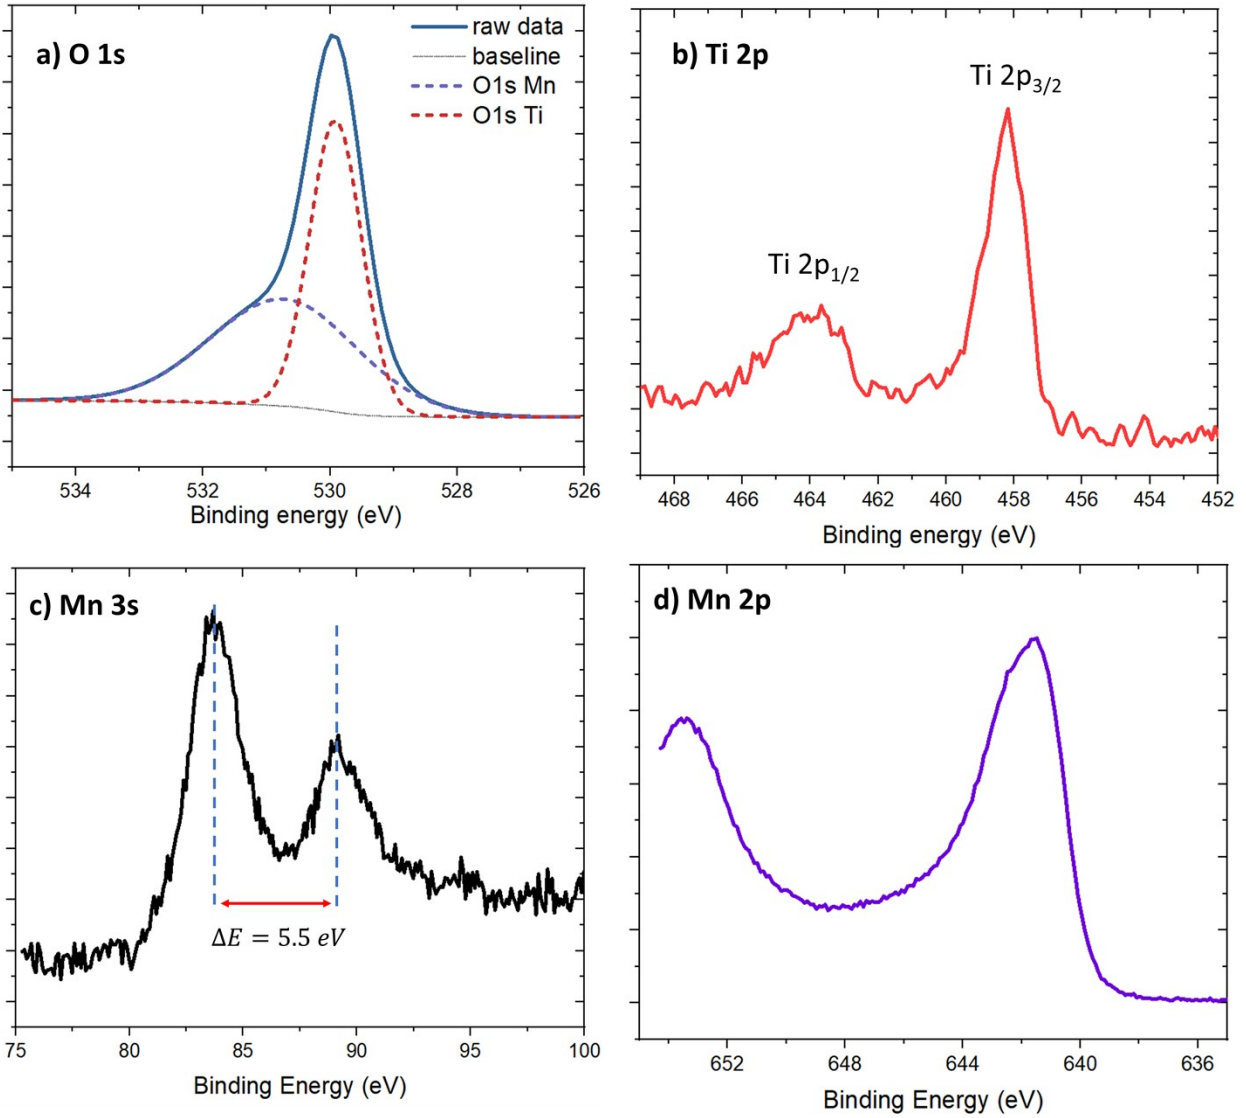 a) O 1s
raw data
baseline
O1s Mn
O1s Ti
534 532 530 528 526
Binding energy (eV)
b) Ti 2p
Ti 2p3/2
Ti 2p1/2
468 466 464 462 460 458 456 454 452
Binding energy (eV)
c) Mn 3s
ΔE = 5.5 eV
75 80 85 90 95 100
Binding Energy (eV)
d) Mn 2p
652 648 644 640 636
Binding Energy (eV)